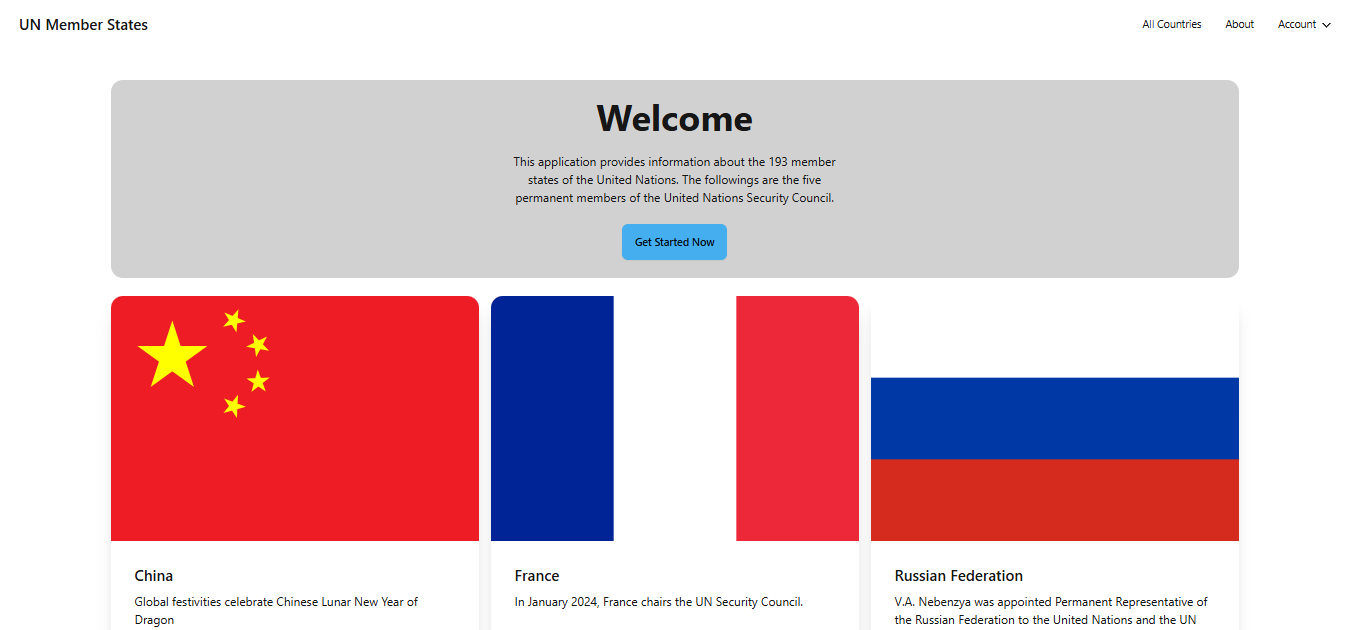 UN Member States
All Countries
About
Account
Welcome
This application provides information about the 193 member
states of the United Nations. The followings are the five
permanent members of the United Nations Security Council.
Get Started Now
China
Global festivities celebrate Chinese Lunar New Year of
Dragon
France
In January 2024, France chairs the UN Security Council.
Russian Federation
V.A. Nebenzya was appointed Permanent Representative of
the Russian Federation to the United Nations and the UN